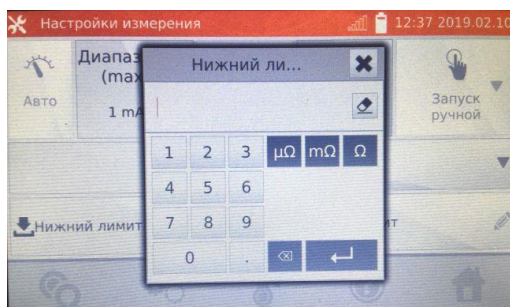 Настройки измерения 12:37 2019.02.10
Нижний ли...
Диапаз
(max
1 mA
Авто
Запуск
ручной
1 2 3 μΩ mΩ Ω
4 5 6
7 8 9
0 .
Нижний лимит
ит